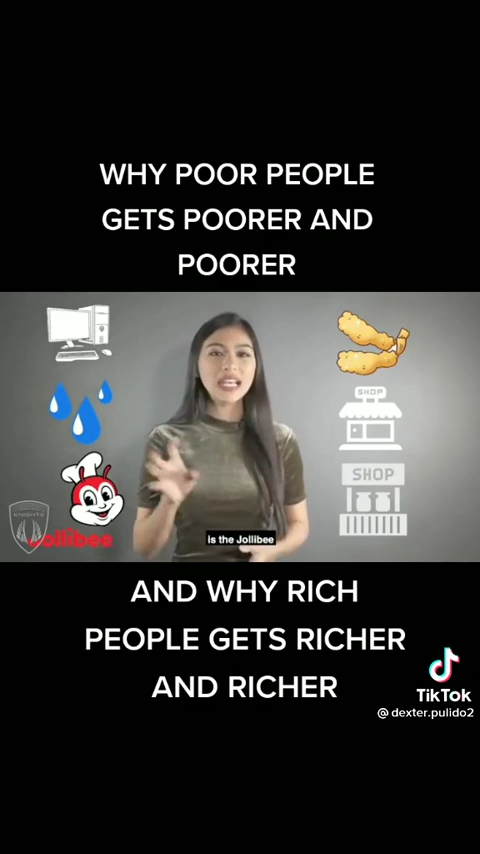 WHY POOR PEOPLE
GETS POORER AND
POORER
SHOP
SHOP
KNIGHTS
Jollibee
is the Jollibee
AND WHY RICH
PEOPLE GETS RICHER
AND RICHER
TikTok
@dexter.pulido2